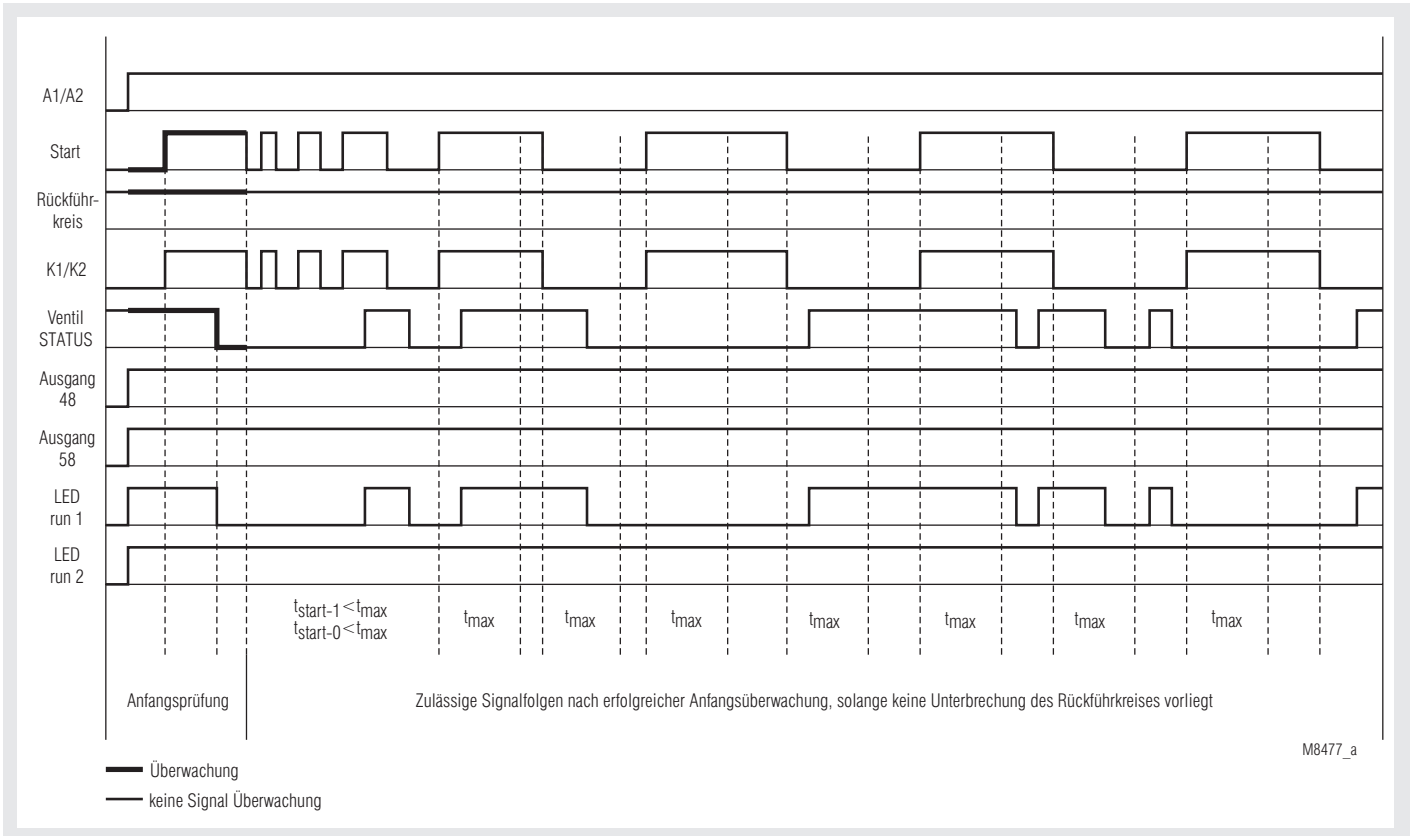 A1/A2
Start
Rückführ-
kreis
K1/K2
Ventil
STATUS
Ausgang
48
Ausgang
58
LED
run 1
LED
run 2
tstart-1<tmax
tstart-0<tmax
tmax
tmax
tmax
tmax
tmax
tmax
tmax
Anfangsprüfung
Zulässige Signalfolgen nach erfolgreicher Anfangsüberwachung, solange keine Unterbrechung des Rückführkreises vorliegt
M8477_a
Überwachung
keine Signal Überwachung